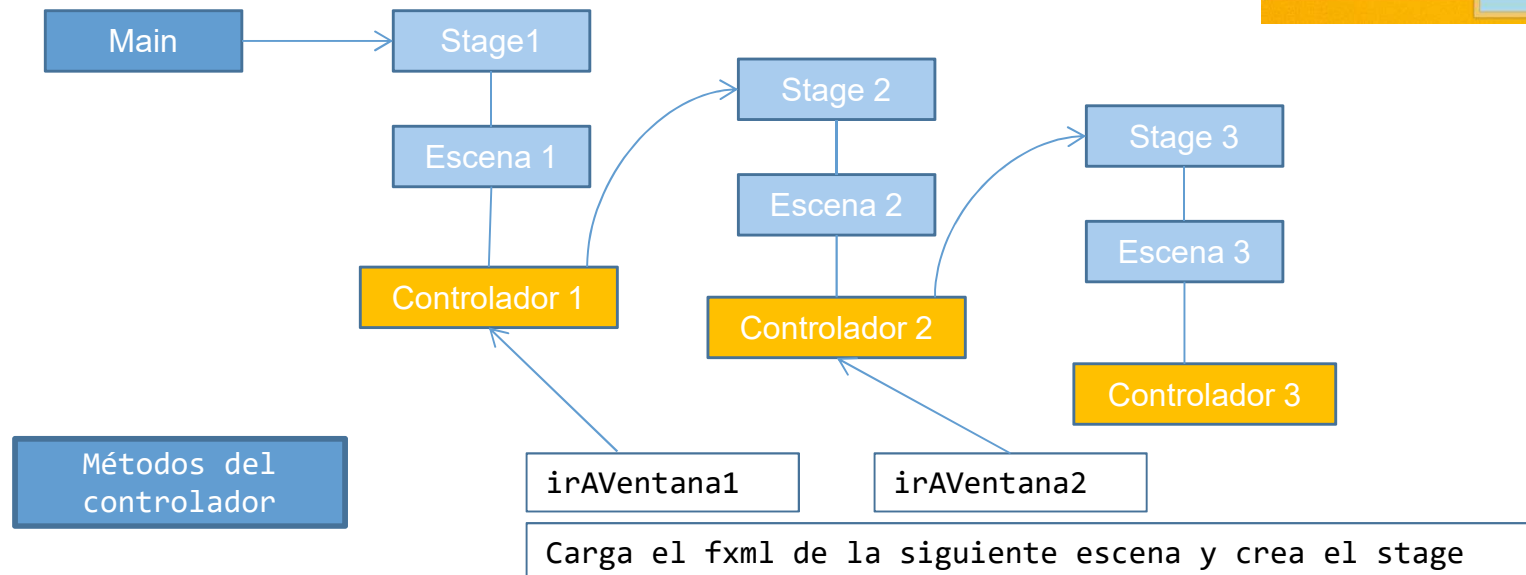 Main
Stage1
Stage 2
Stage 3
Escena 1
Escena 2
Escena 3
Controlador 1
Controlador 2
Controlador 3
Métodos del
controlador
irAVentana1
irAVentana2
Carga el fxml de la siguiente escena y crea el stage